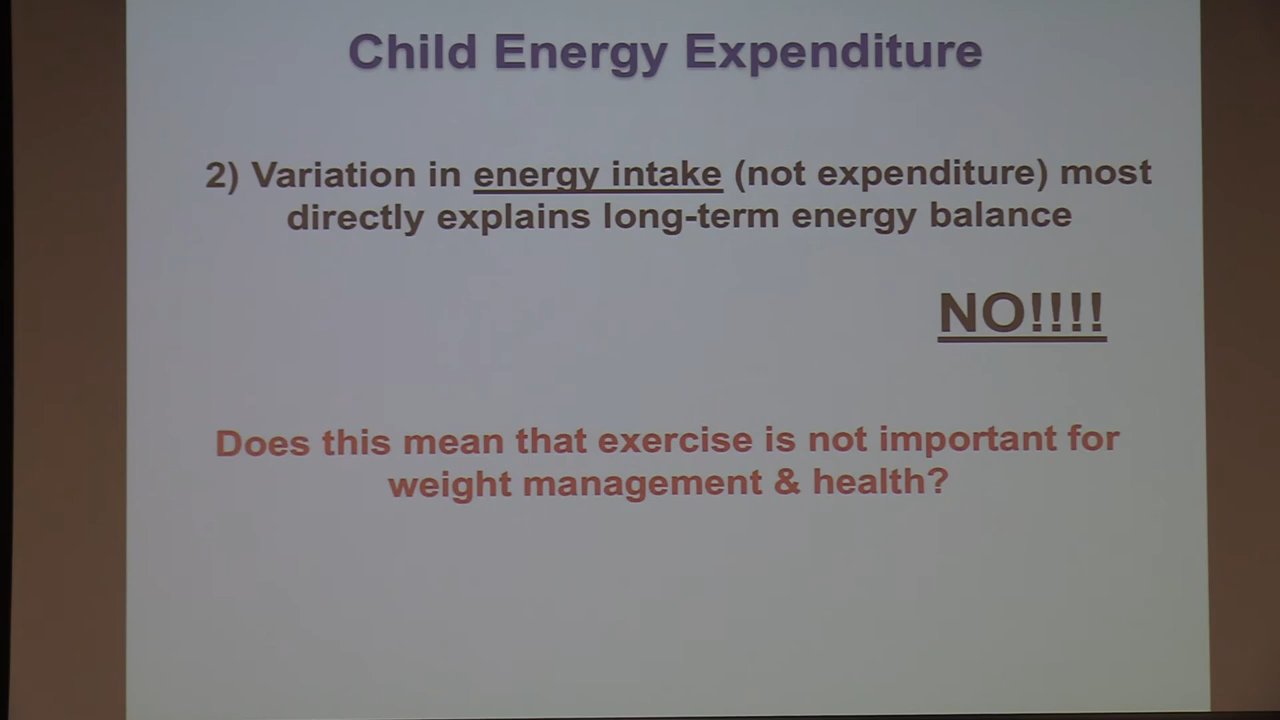 Child Energy Expenditure
2) Variation in energy intake (not expenditure) most
directly explains long-term energy balance
NO!!!!
Does this mean that exercise is not important for
weight management & health?